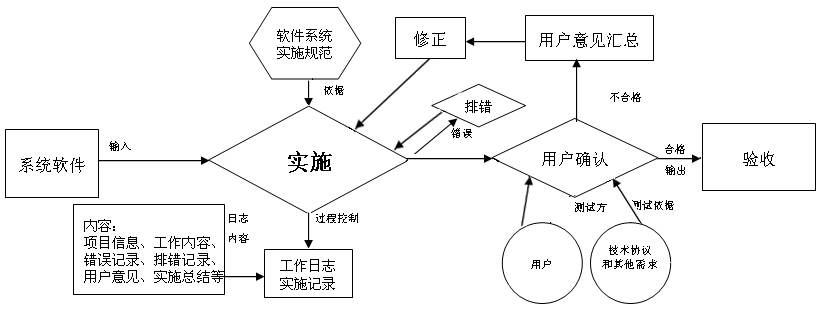 软件系统
实施规范
修正
用户意见汇总
依据
不合格
排错
错误
系统软件
输入
实施
用户确认
合格
输出
验收
测试方
测试依据
日志
内容
过程控制
内容:
项目信息、工作内容、
错误记录、排错记录、
用户意见、实施总结等
工作日志
实施记录
用户
技术协议
和其他需求